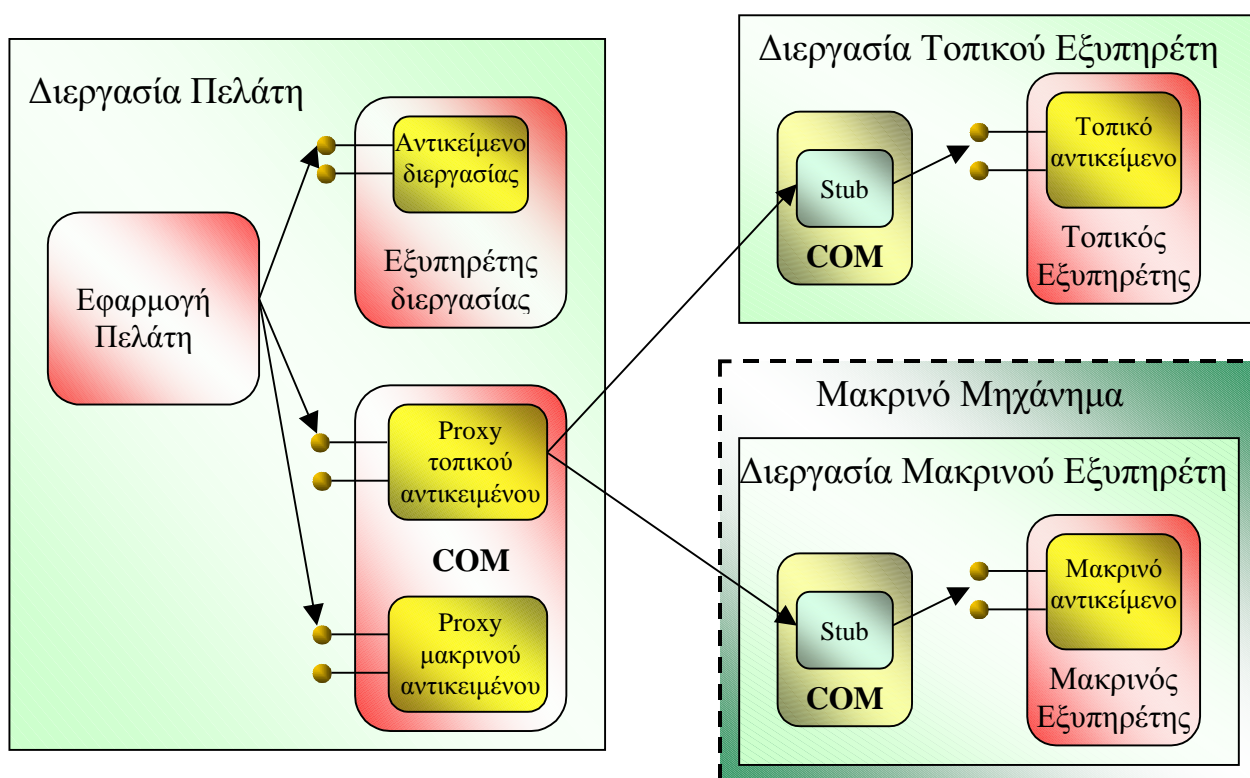 Διεργασία Πελάτη
Αντικείμενο
διεργασίας
Εξυπηρέτης
διεργασίας
Εφαρμογή
Πελάτη
Proxy
τοπικού
αντικειμένου
COM
Proxy
μακρινού
αντικειμένου
Διεργασία Τοπικού Εξυπηρέτη
Stub
COM
Τοπικό
αντικείμενο
Τοπικός
Εξυπηρέτης
Μακρινό Μηχάνημα
Διεργασία Μακρινού Εξυπηρέτη
Stub
COM
Μακρινό
αντικείμενο
Μακρινός
Εξυπηρέτης